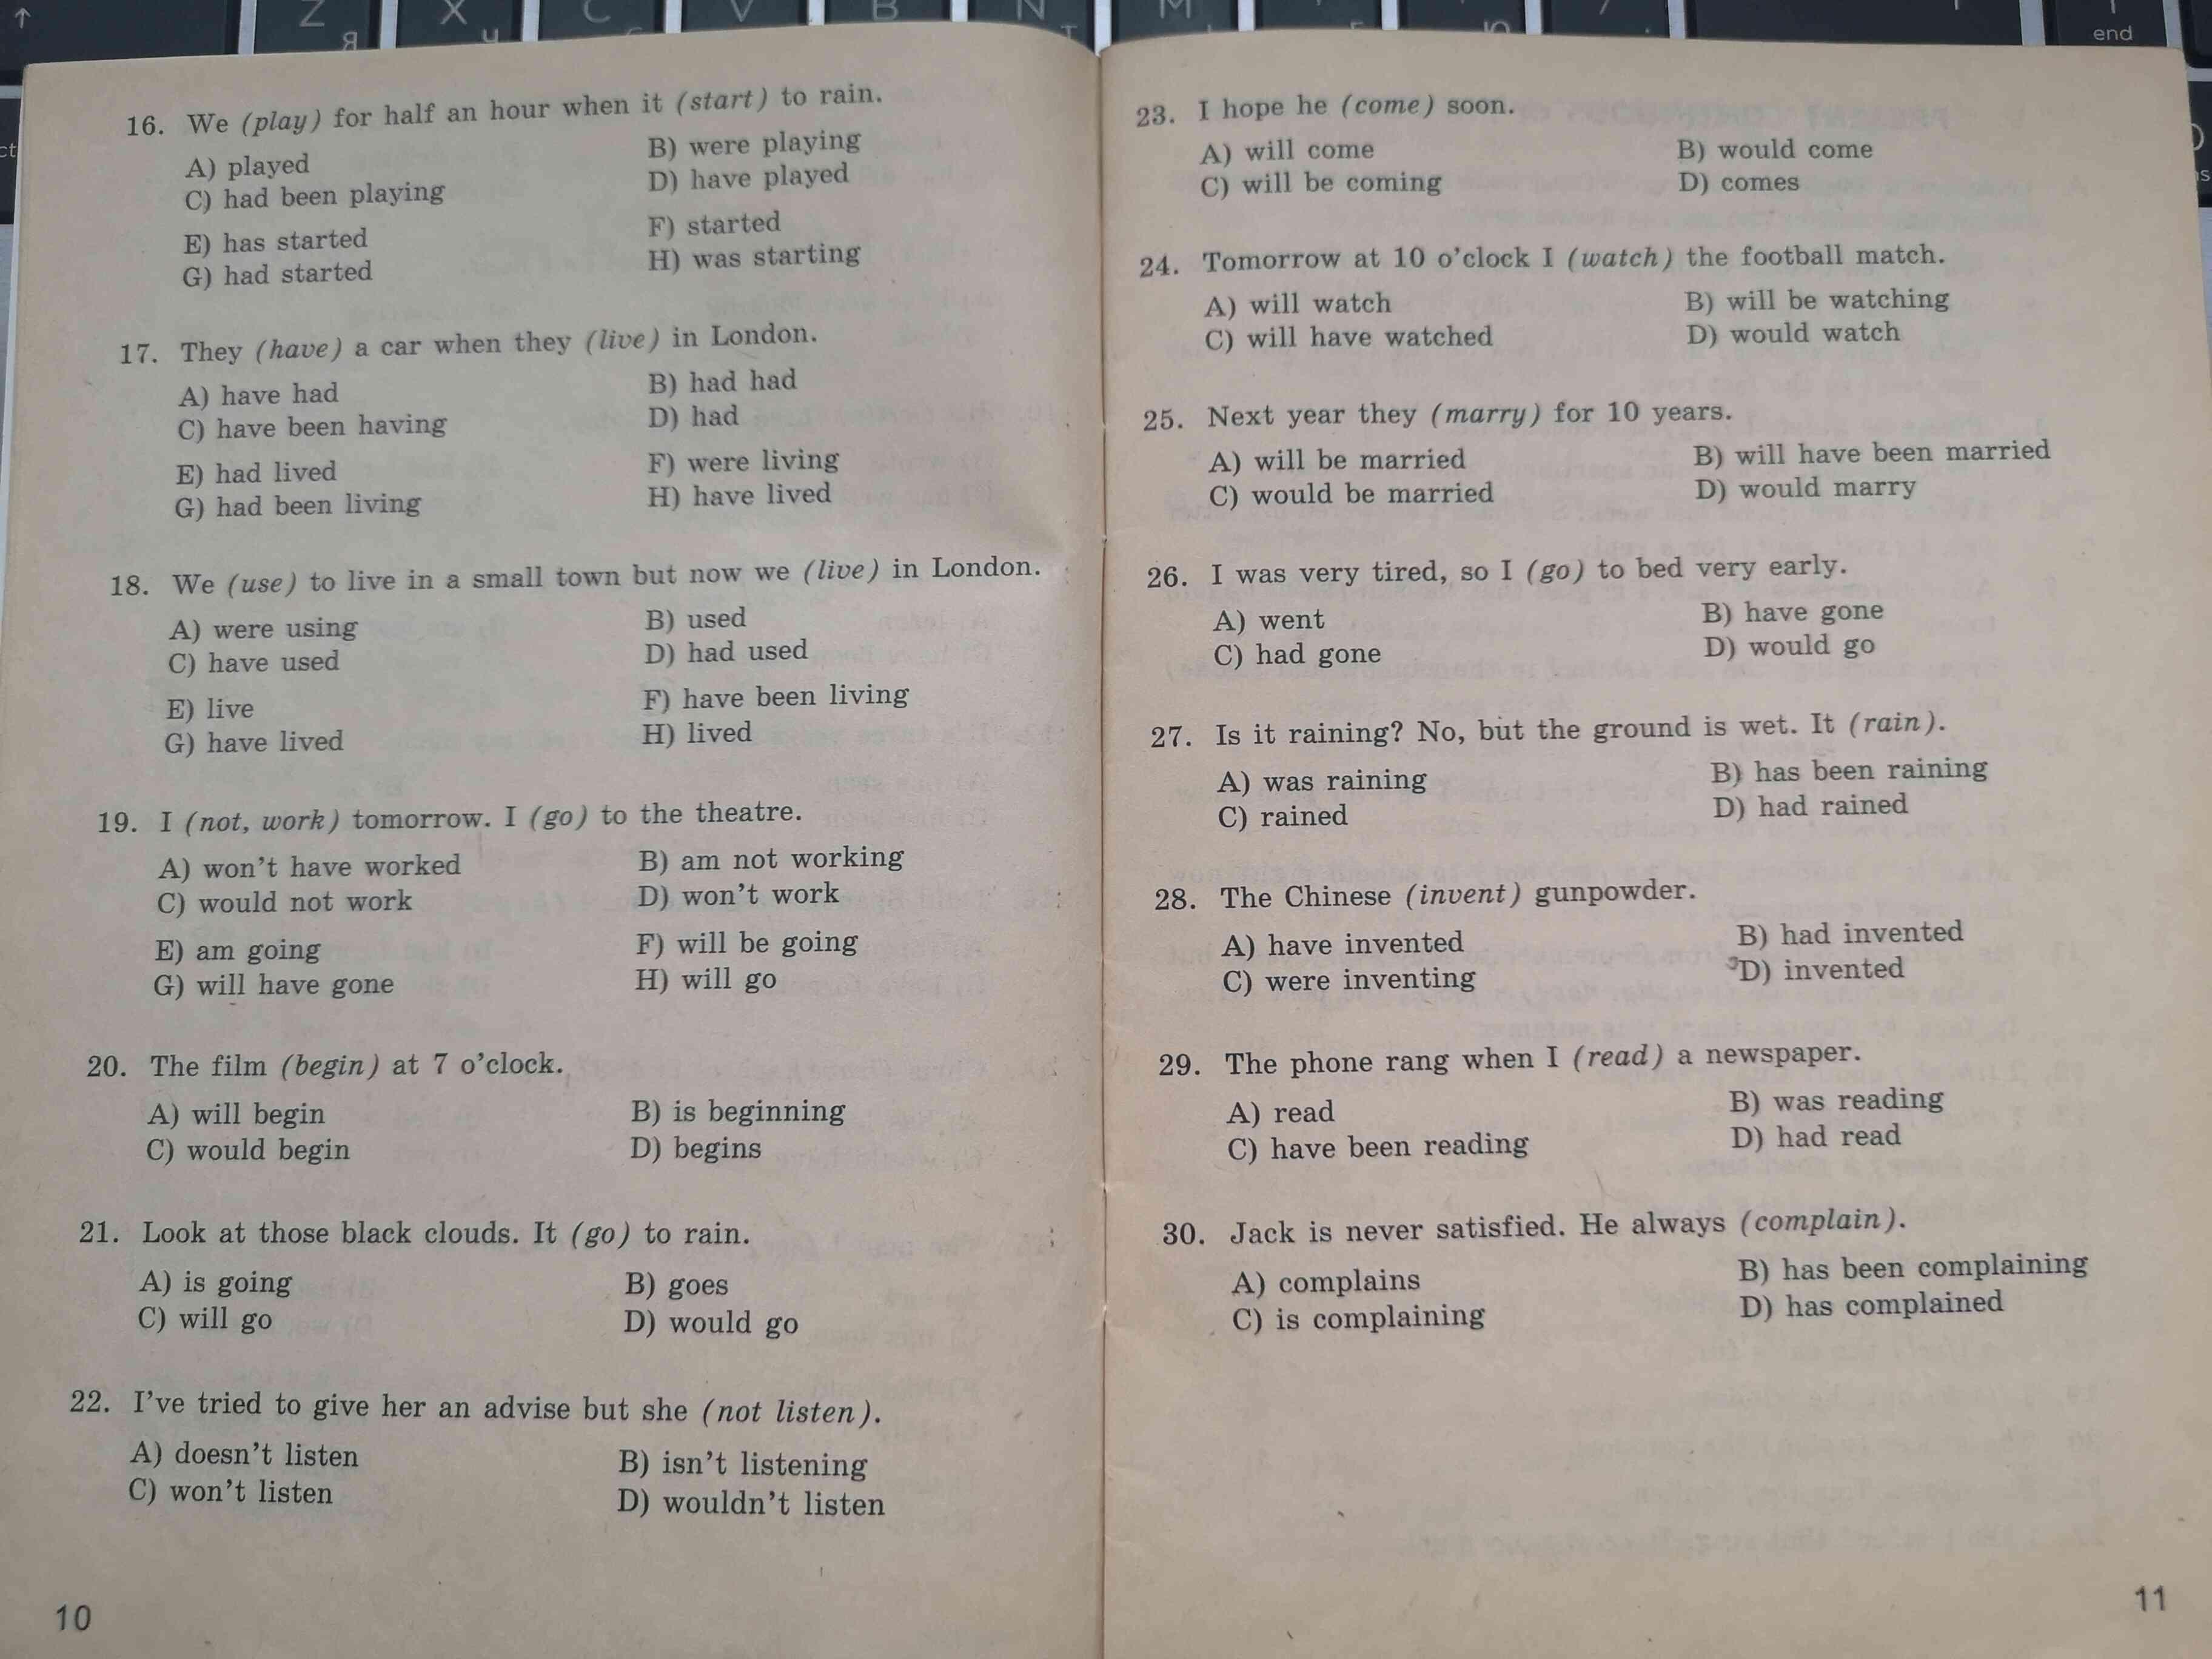 Z X C V B N M
Я end
16. We (play) for half an hour when it (start) to rain.
A) played B) were playing
C) had been playing D) have played
E) has started F) started
G) had started H) was starting
17. They (have) a car when they (live) in London.
A) have had B) had had
C) have been having D) had
E) had lived F) were living
G) had been living H) have lived
18. We (use) to live in a small town but now we (live) in London.
A) were using B) used
C) have used D) had used
E) live F) have been living
G) have lived H) lived
19. I (not, work) tomorrow. I (go) to the theatre.
A) won't have worked B) am not working
C) would not work D) won't work
E) am going F) will be going
G) will have gone H) will go
20. The film (begin) at 7 o'clock.
A) will begin B) is beginning
C) would begin D) begins
21. Look at those black clouds. It (go) to rain.
A) is going B) goes
C) will go D) would go
22. I've tried to give her an advise but she (not listen).
A) doesn't listen B) isn't listening
C) won't listen D) wouldn't listen
10
23. I hope he (come) soon.
A) will come B) would come
C) will be coming D) comes
24. Tomorrow at 10 o'clock I (watch) the football match.
A) will watch B) will be watching
C) will have watched D) would watch
25. Next year they (marry) for 10 years.
A) will be married B) will have been married
C) would be married D) would marry
26. I was very tired, so I (go) to bed very early.
A) went B) have gone
C) had gone D) would go
27. Is it raining? No, but the ground is wet. It (rain).
A) was raining B) has been raining
C) rained D) had rained
28. The Chinese (invent) gunpowder.
A) have invented B) had invented
C) were inventing D) invented
29. The phone rang when I (read) a newspaper.
A) read B) was reading
C) have been reading D) had read
30. Jack is never satisfied. He always (complain).
A) complains B) has been complaining
C) is complaining D) has complained
11